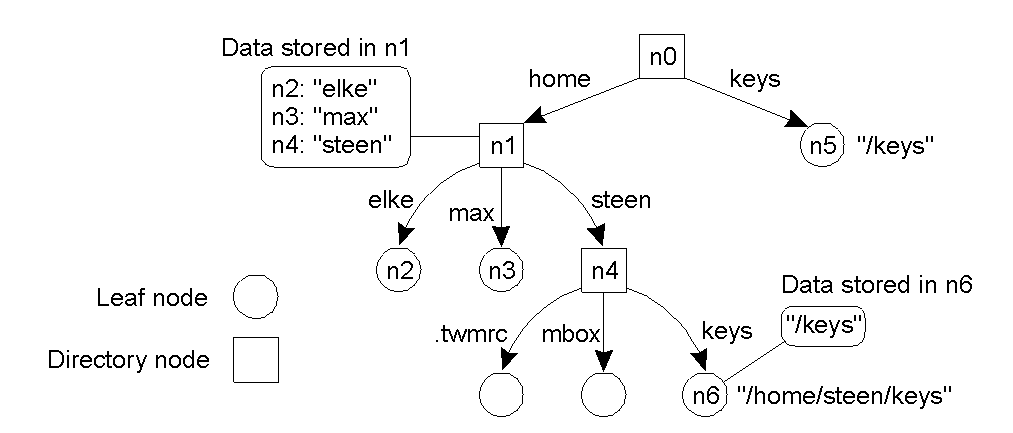 Data stored in n1
n2: "elke"
n3: "max"
n4: "steen"
n0
home
keys
n1
n5
"/keys"
elke
max
steen
n2
n3
n4
Leaf node
Directory node
Data stored in n6
"/keys"
.twmrc
mbox
keys
n6
"/home/steen/keys"